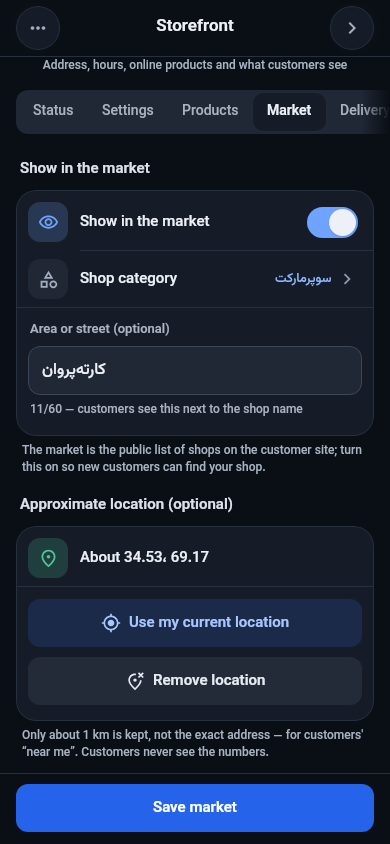 Storefront
Address, hours, online products and what customers see
Status
Settings
Products
Market
Delivery
Show in the market
Show in the market
Shop category
سوپرمارکت
Area or street (optional)
کارته‌پروان
11/60 — customers see this next to the shop name
The market is the public list of shops on the customer site; turn
this on so new customers can find your shop.
Approximate location (optional)
About 34.53، 69.17
Use my current location
Remove location
Only about 1 km is kept, not the exact address — for customers'
“near me”. Customers never see the numbers.
Save market